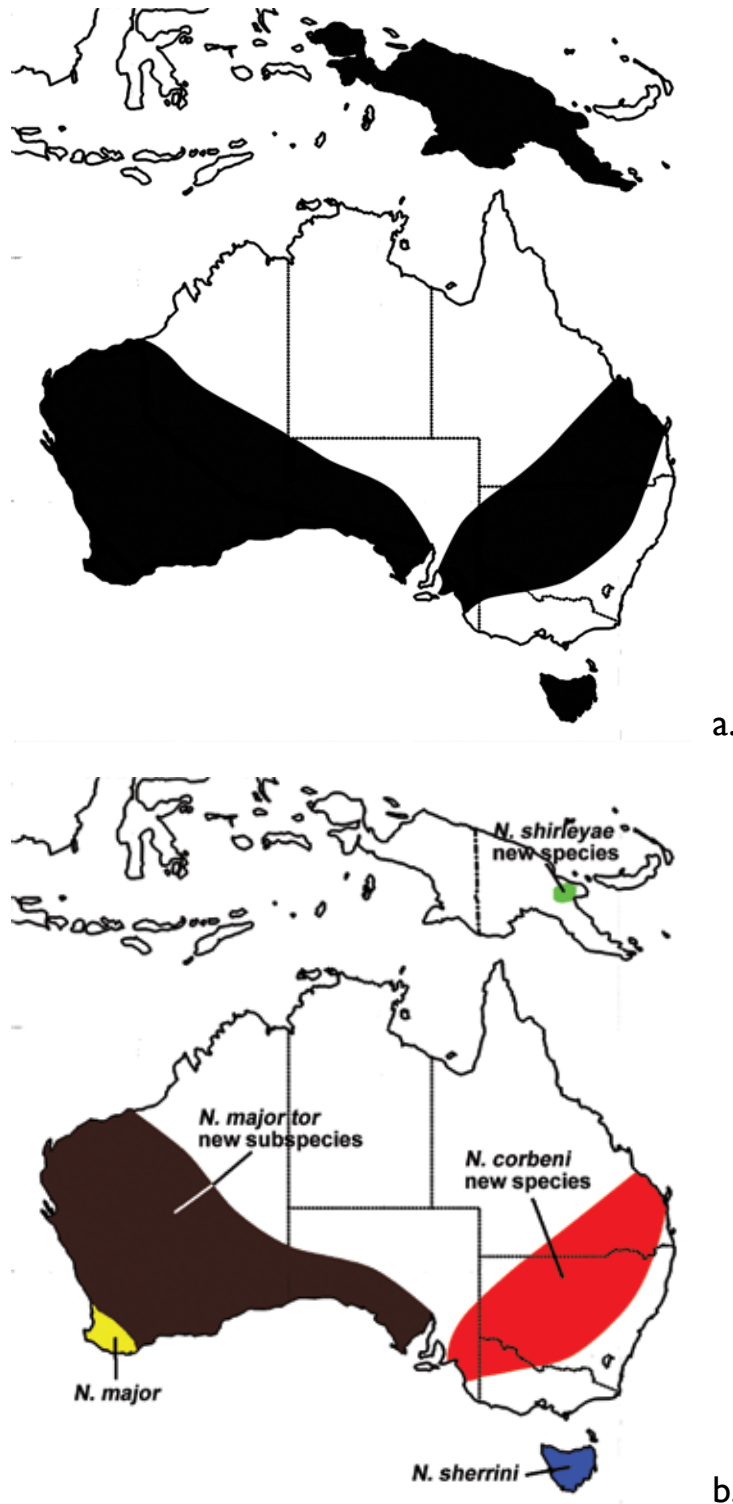 a.
N. shirleyae
new species
N. major tor
new subspecies
N. corbeni
new species
N. major
N. sherrini
b.